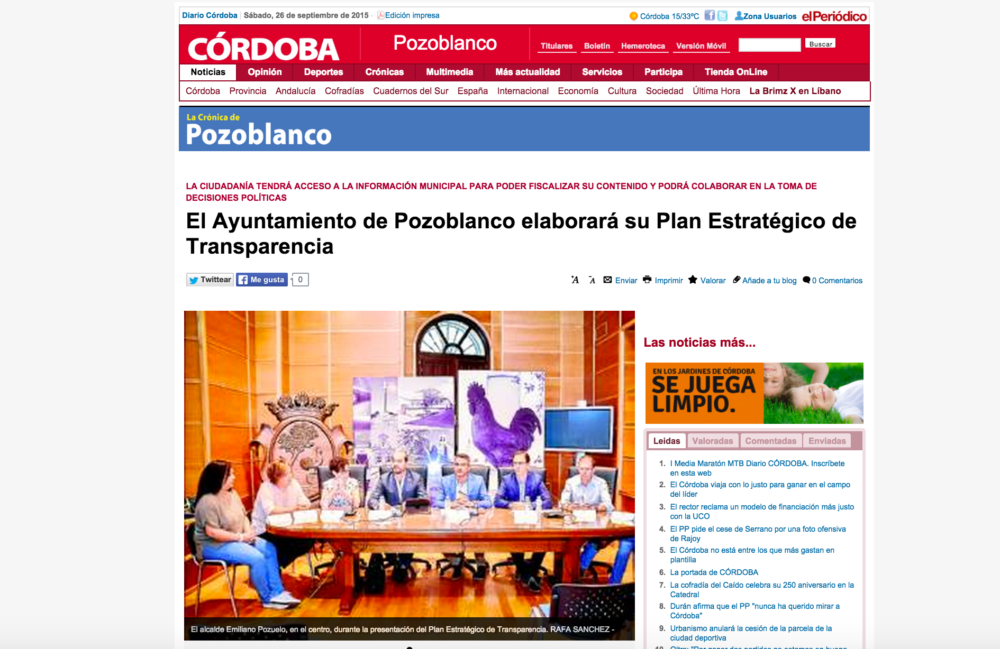 Diario Córdoba | Sábado, 26 de septiembre de 2015 - Edición impresa
Córdoba 15/33ºC Zona Usuarios elPeriódico
CÓRDOBA Pozoblanco Titulares Boletín Hemeroteca Versión Móvil Buscar
Noticias Opinión Deportes Crónicas Multimedia Más actualidad Servicios Participa Tienda OnLine
Córdoba Provincia Andalucía Cofradías Cuadernos del Sur España Internacional Economía Cultura Sociedad Última Hora La Brimz X en Líbano
La Crónica de
Pozoblanco
LA CIUDADANÍA TENDRÁ ACCESO A LA INFORMACIÓN MUNICIPAL PARA PODER FISCALIZAR SU CONTENIDO Y PODRÁ COLABORAR EN LA TOMA DE
DECISIONES POLÍTICAS
El Ayuntamiento de Pozoblanco elaborará su Plan Estratégico de
Transparencia
Twittear Me gusta 0
+A -A Enviar Imprimir Valorar Añade a tu blog 0 Comentarios
El alcalde Emiliano Pozuelo, en el centro, durante la presentación del Plan Estratégico de Transparencia. RAFA SANCHEZ -
Las noticias más...
EN LOS JARDINES DE CÓRDOBA
SE JUEGA
LIMPIO.
Leidas Valoradas Comentadas Enviadas
1. I Media Maratón MTB Diario CÓRDOBA. Inscríbete
en esta web
2. El Córdoba viaja con lo justo para ganar en el campo
del líder
3. El rector reclama un modelo de financiación más justo
con la UCO
4. El PP pide el cese de Serrano por una foto ofensiva
de Rajoy
5. El Córdoba no está entre los que más gastan en
plantilla
6. La portada de CÓRDOBA
7. La cofradía del Caído celebra su 250 aniversario en la
Catedral
8. Durán afirma que el PP "nunca ha querido mirar a
Córdoba"
9. Urbanismo anulará la cesión de la parcela de la
ciudad deportiva